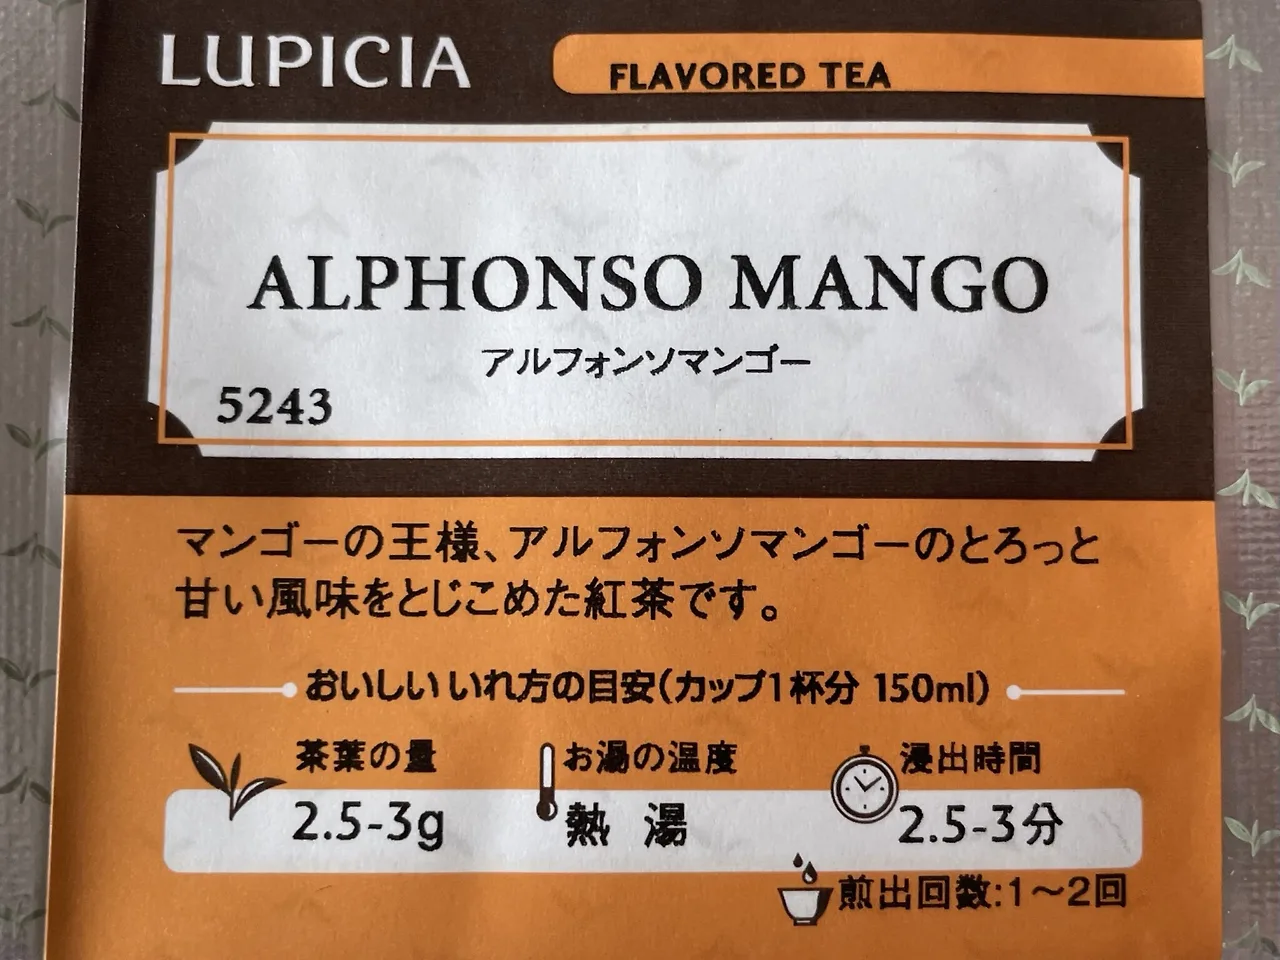 LUPICIA
FLAVORED TEA
ALPHONSO MANGO
アルフォンソマンゴー
5243
マンゴーの王様、アルフォンソマンゴーのとろっと
甘い風味をとじこめた紅茶です。
おいしいいれ方の目安(カップ1杯分 150ml)
茶葉の量
2.5-3g
お湯の温度
熱 湯
浸出時間
2.5-3分
煎出回数:1〜2回